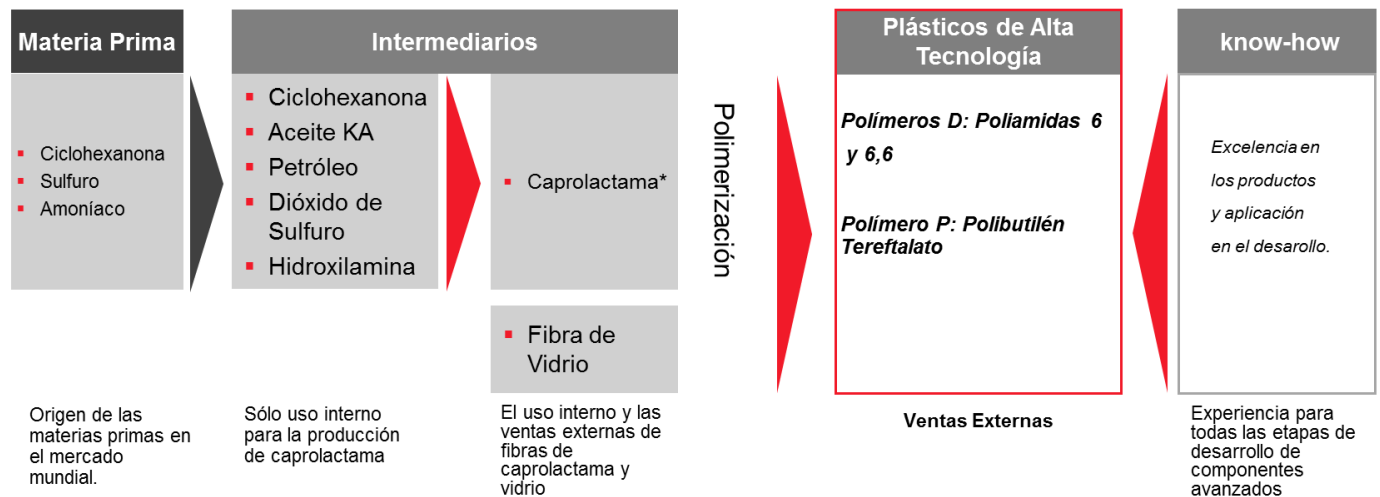 Materia Prima
Ciclohexanona
Sulfuro
Amoníaco
Origen de las
materias primas en
el mercado
mundial.
Intermediarios
Ciclohexanona
Aceite KA
Petróleo
Dióxido de
Sulfuro
Hidroxilamina
Sólo uso interno
para la producción
de caprolactama
Caprolactama*
Fibra de
Vidrio
El uso interno y las
ventas externas de
fibras de
caprolactama y
vidrio
Polimerización
Plásticos de Alta
Tecnología
Polímeros D: Poliamidas 6
y 6,6
Polímero P: Polibutilén
Tereftalato
Ventas Externas
know-how
Excelencia en
los productos
y aplicación
en el desarollo.
Experiencia para
todas las etapas de
desarrollo de
componentes
avanzados